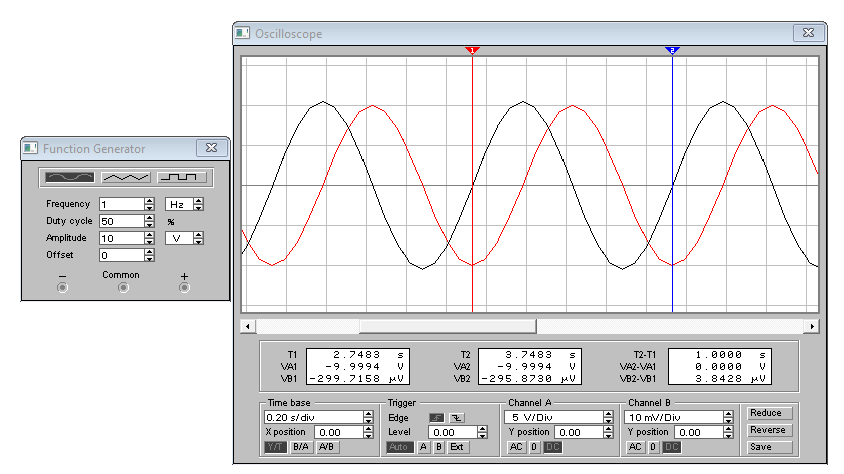 Oscilloscope
1 2
Function Generator
Frequency 1 Hz
Duty cycle 50 %
Amplitude 10 V
Offset 0
− Common +
T1 2.7483 s T2 3.7483 s T2-T1 1.0000 s
VA1 -9.9994 V VA2 -9.9994 V VA2-VA1 0.0000 V
VB1 -299.7158 µV VB2 -295.8730 µV VB2-VB1 3.8428 µV
Time base Trigger Channel A Channel B
0.20 s/div Edge 5 V/Div 10 mV/Div Reduce
X position 0.00 Level 0.00 Y position 0.00 Y position 0.00 Reverse
Y/T B/A A/B Auto A B Ext AC 0 DC AC 0 DC Save